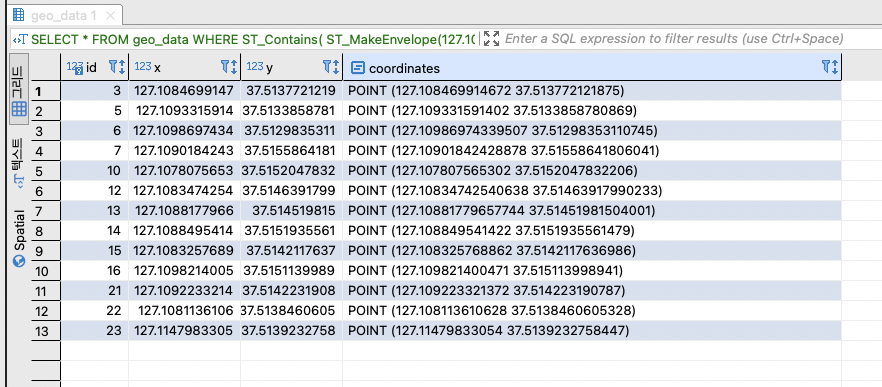 geo_data 1
SELECT * FROM geo_data WHERE ST_Contains( ST_MakeEnvelope(127.10 Enter a SQL expression to filter results (use Ctrl+Space)
그리드
텍스트
Spatial
123 id 123 x 123 y coordinates
1 3 127.1084699147 37.5137721219 POINT (127.108469914672 37.513772121875)
2 5 127.1093315914 37.5133858781 POINT (127.109331591402 37.5133858780869)
3 6 127.1098697434 37.5129835311 POINT (127.10986974339507 37.51298353110745)
4 7 127.1090184243 37.5155864181 POINT (127.10901842428878 37.51558641806041)
5 10 127.1078075653 37.5152047832 POINT (127.107807565302 37.5152047832206)
6 12 127.1083474254 37.5146391799 POINT (127.10834742540638 37.51463917990233)
7 13 127.1088177966 37.514519815 POINT (127.10881779657744 37.51451981504001)
8 14 127.1088495414 37.5151935561 POINT (127.108849541422 37.5151935561479)
9 15 127.1083257689 37.5142117637 POINT (127.108325768862 37.5142117636986)
10 16 127.1098214005 37.5151139989 POINT (127.109821400471 37.515113998941)
11 21 127.1092233214 37.5142231908 POINT (127.109223321372 37.514223190787)
12 22 127.1081136106 37.5138460605 POINT (127.108113610628 37.5138460605328)
13 23 127.1147983305 37.5139232758 POINT (127.11479833054 37.5139232758447)